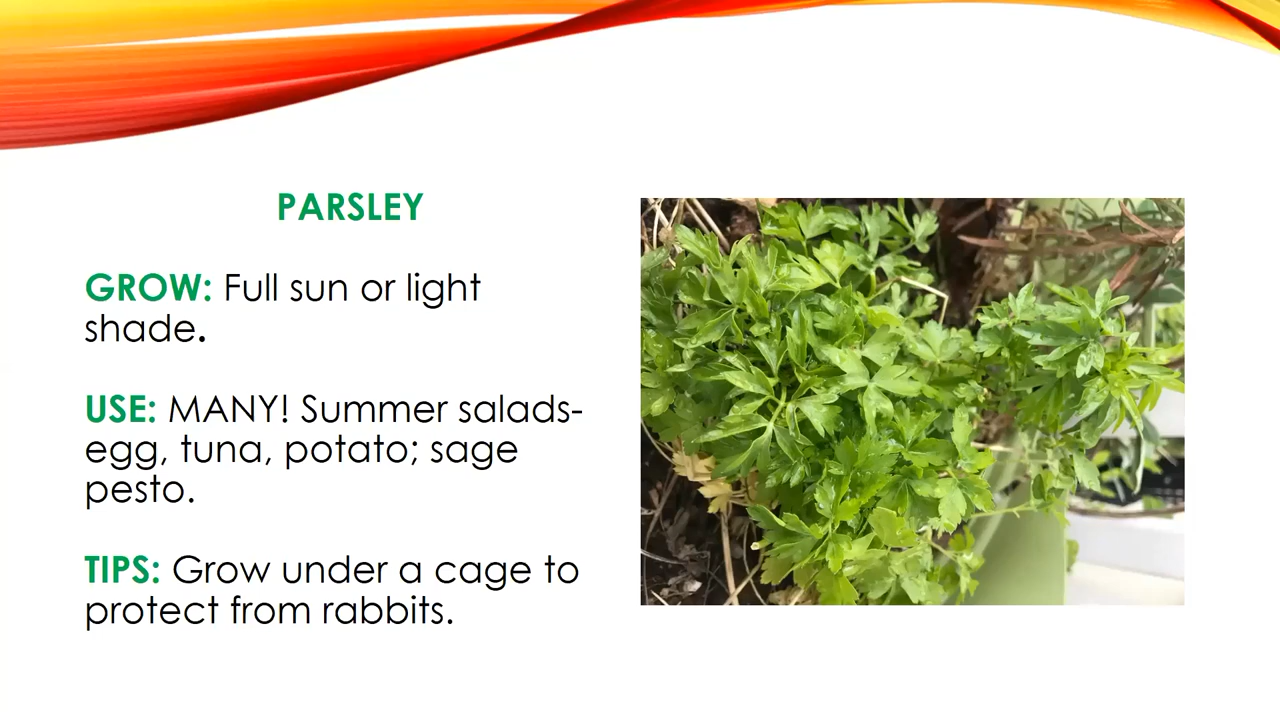 PARSLEY
GROW: Full sun or light
shade.
USE: MANY! Summer salads-
egg, tuna, potato; sage
pesto.
TIPS: Grow under a cage to
protect from rabbits.